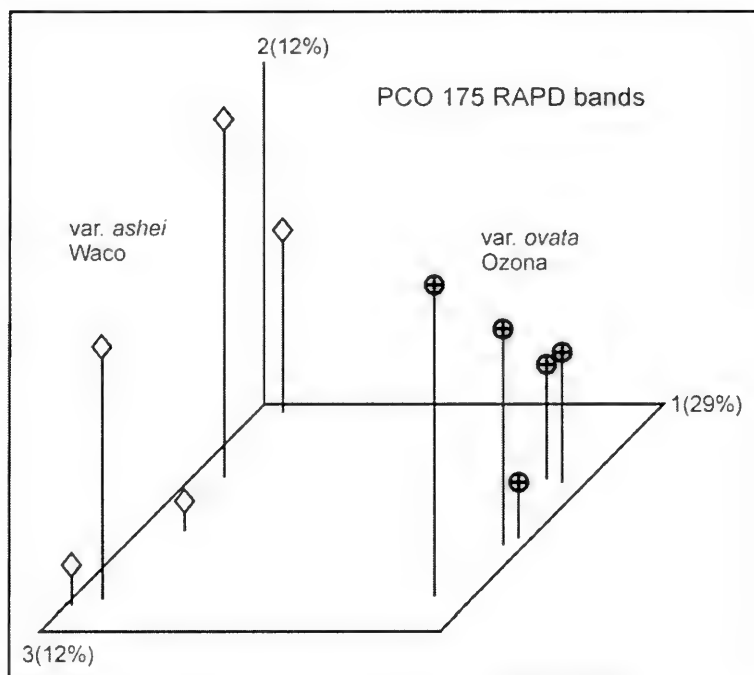 2(12%)
PCO 175 RAPD bands
var. ashei
Waco
var. ovata
Ozona
1(29%)
3(12%)